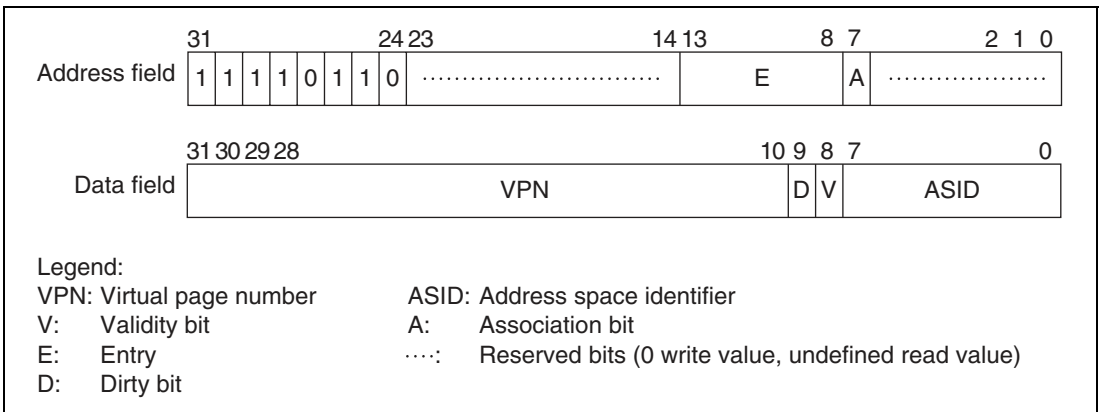 31 24 23 14 13 8 7 2 1 0
Address field 1 1 1 1 0 1 1 0 ······························ E A ····················
31 30 29 28 10 9 8 7 0
Data field VPN D V ASID
Legend:
VPN: Virtual page number ASID: Address space identifier
V: Validity bit A: Association bit
E: Entry ····: Reserved bits (0 write value, undefined read value)
D: Dirty bit